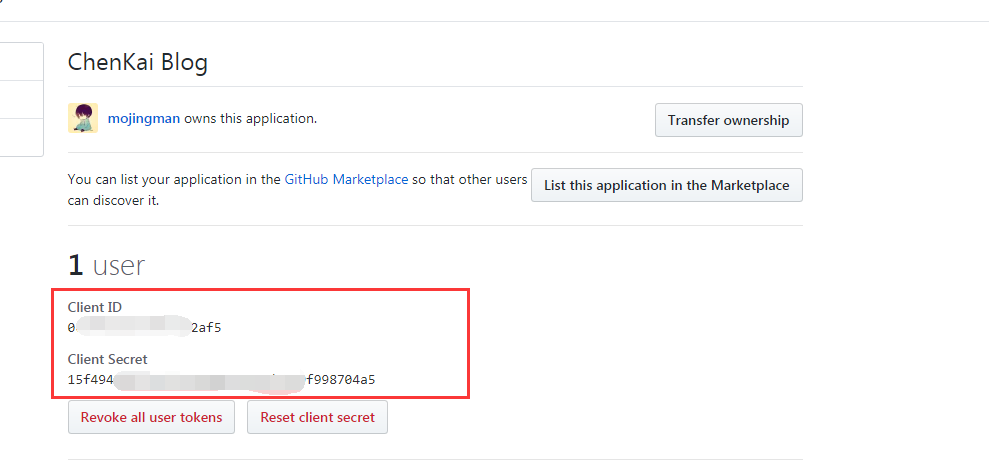 ChenKai Blog
mojingman owns this application.
Transfer ownership
You can list your application in the GitHub Marketplace so that other users
can discover it.
List this application in the Marketplace
1 user
Client ID
0 2af5
Client Secret
15f494 f998704a5
Revoke all user tokens
Reset client secret